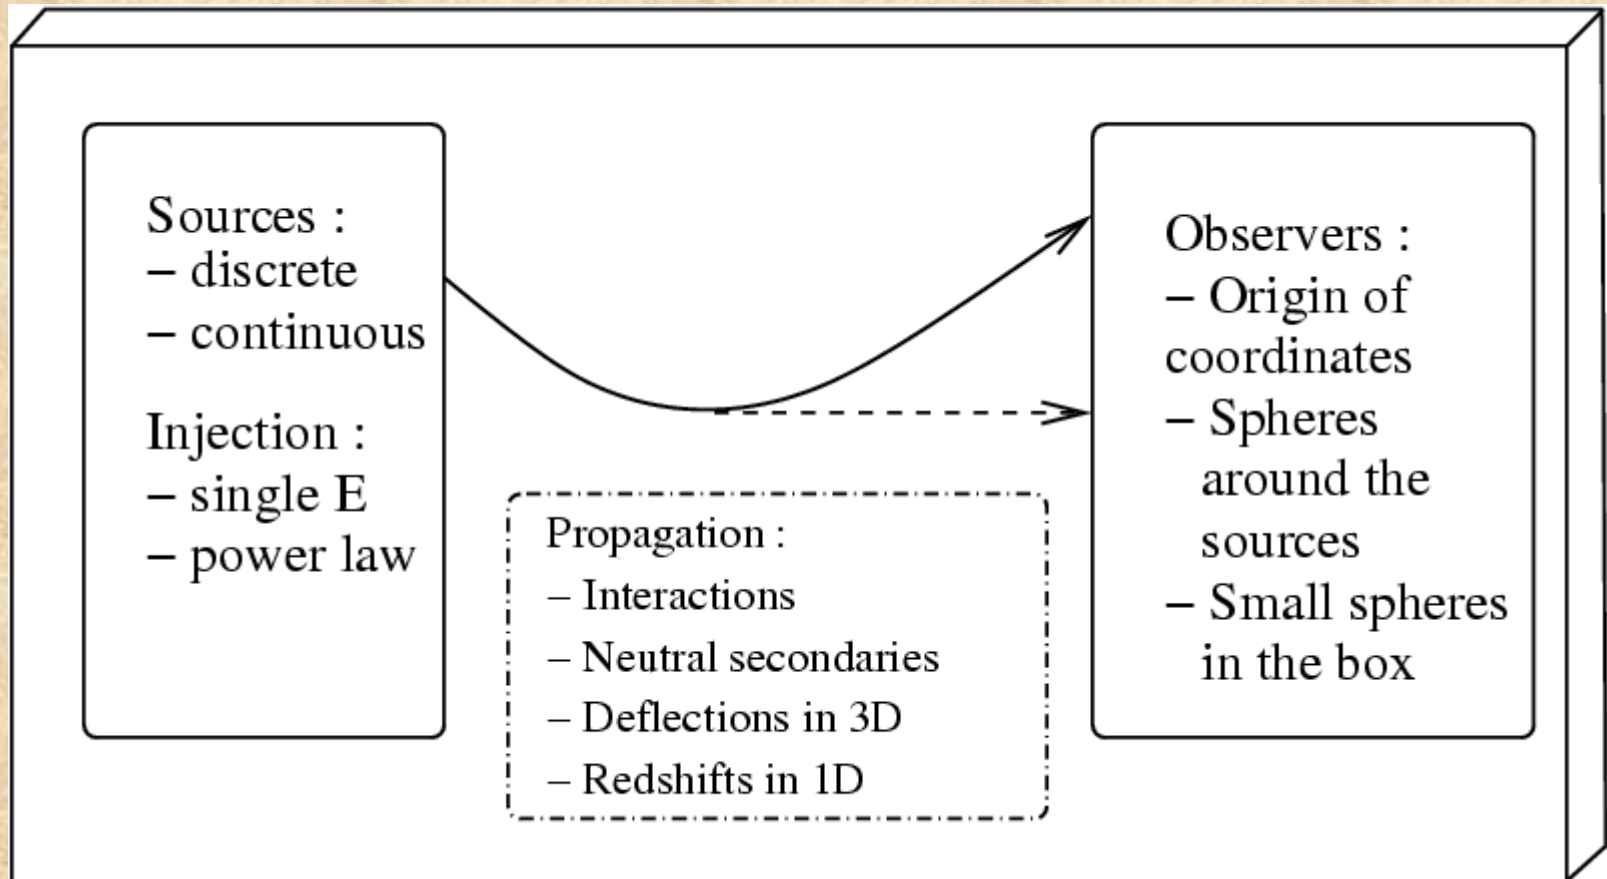 Sources :
– discrete
– continuous
Injection :
– single E
– power law
Propagation :
– Interactions
– Neutral secondaries
– Deflections in 3D
– Redshifts in 1D
Observers :
– Origin of
coordinates
– Spheres
around the
sources
– Small spheres
in the box